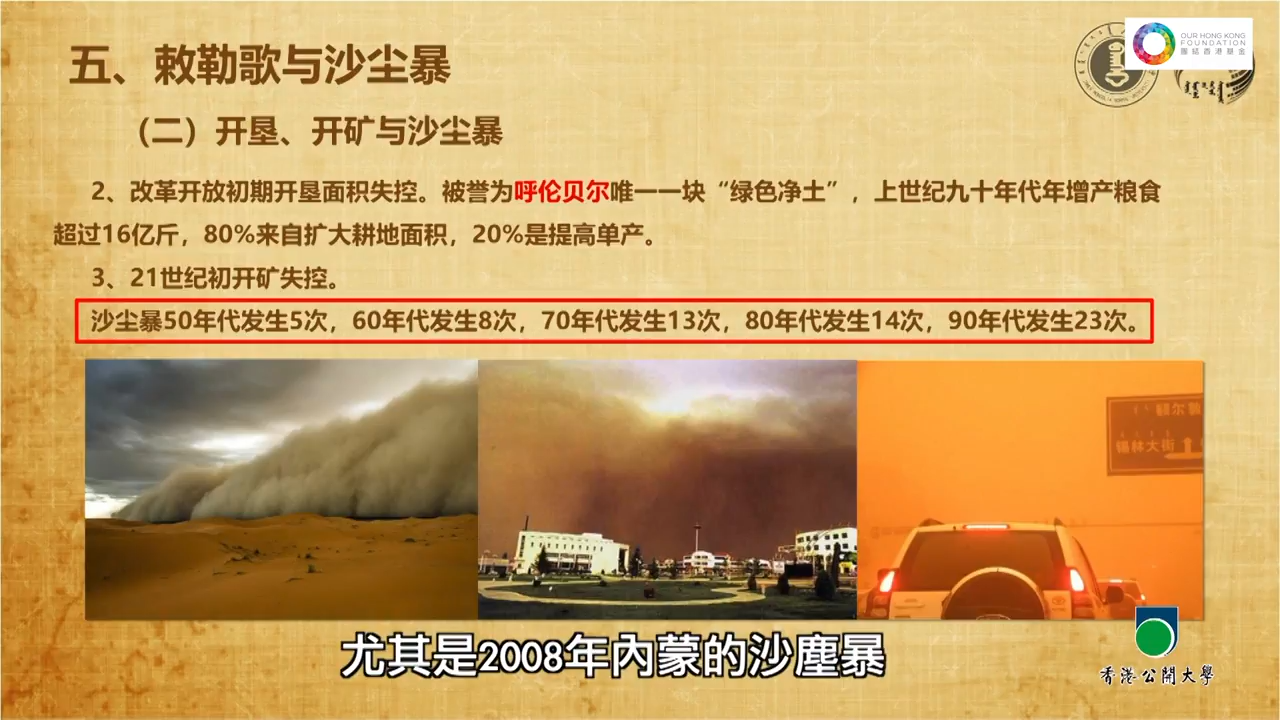 五、敕勒歌与沙尘暴
OUR HONG KONG
FOUNDATION
團結香港基金
（二）开垦、开矿与沙尘暴
2、改革开放初期开垦面积失控。被誉为呼伦贝尔唯一一块“绿色净土”，上世纪九十年代年增产粮食
超过16亿斤，80%来自扩大耕地面积，20%是提高单产。
3、21世纪初开矿失控。
沙尘暴50年代发生5次，60年代发生8次，70年代发生13次，80年代发生14次，90年代发生23次。
锡林大街
尤其是2008年內蒙的沙塵暴
香港公開大學